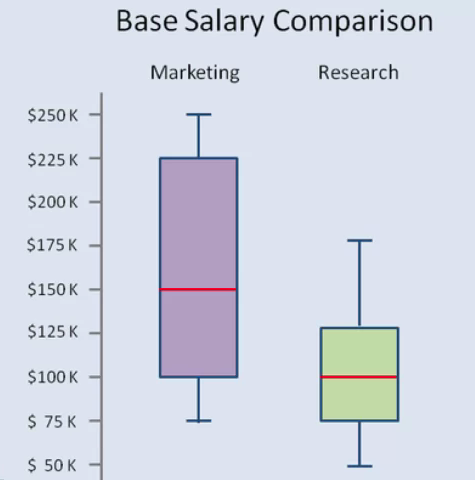 Base Salary Comparison
Marketing Research
$250 K
$225 K
$200 K
$175 K
$150 K
$125 K
$100 K
$ 75 K
$ 50 K